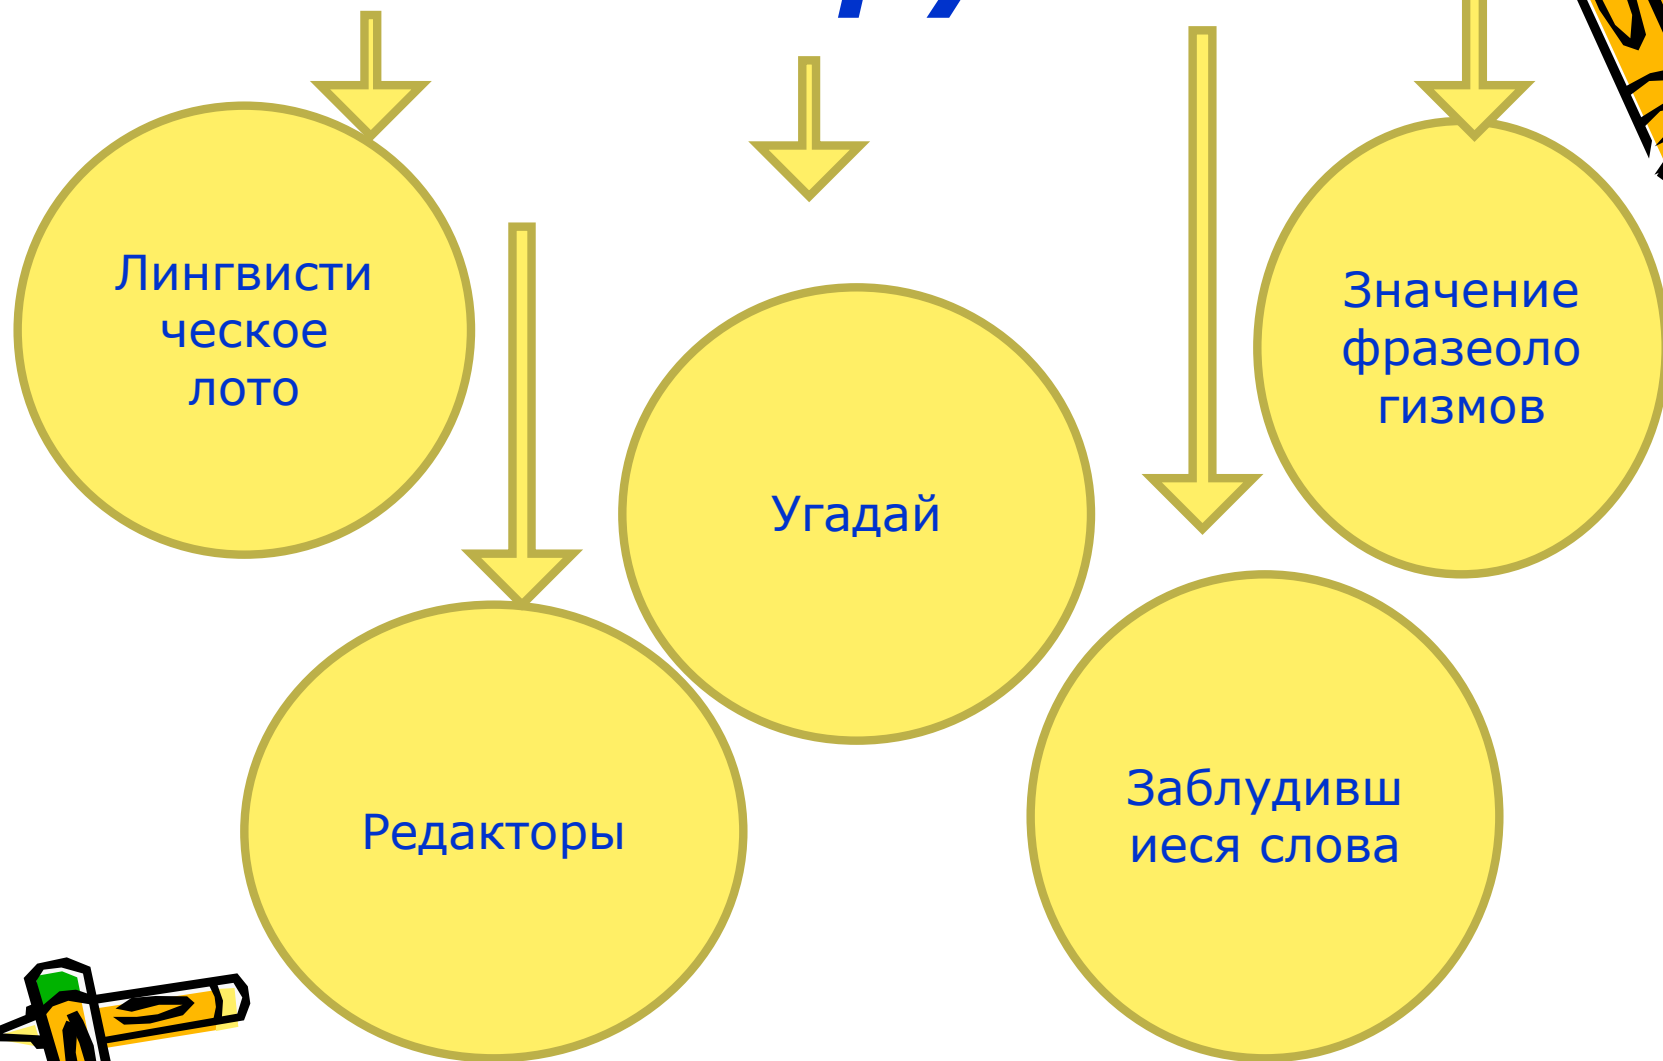 Лингвисти
ческое
лото
Значение
фразеоло
гизмов
Угадай
Редакторы
Заблудивш
иеся слова